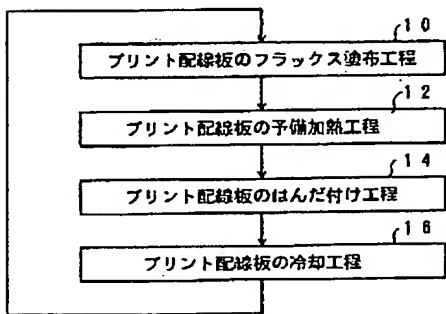 10
プリント配線板のフラックス塗布工程
12
プリント配線板の予備加熱工程
14
プリント配線板のはんだ付け工程
16
プリント配線板の冷却工程